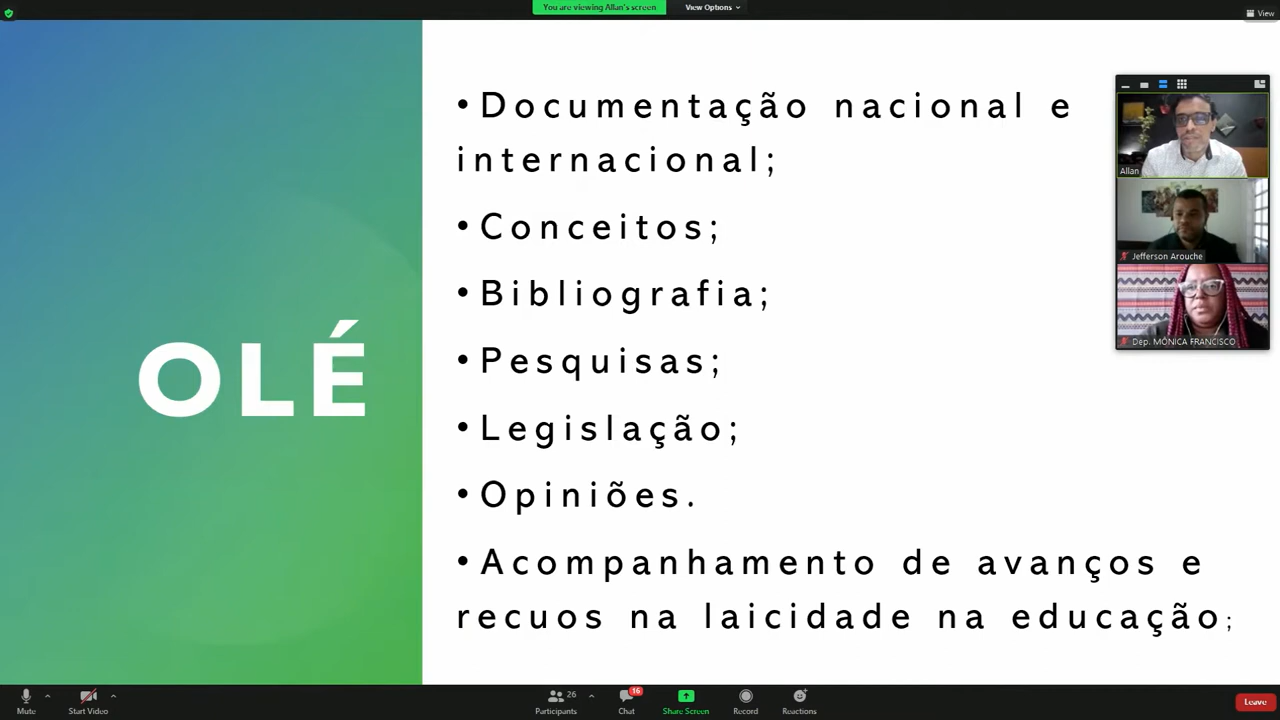 You are viewing Allan's screen
View Options
View
• Documentação nacional e
internacional;
• Conceitos;
• Bibliografia;
• Pesquisas;
• Legislação;
• Opiniões.
• Acompanhamento de avanços e
recuos na laicidade na educação;
OLÉ
Allan
Jefferson Arouche
Dep. MÔNICA FRANCISCO
Mute
Start Video
Participants
26
Chat
16
Share Screen
Record
Reactions
Leave